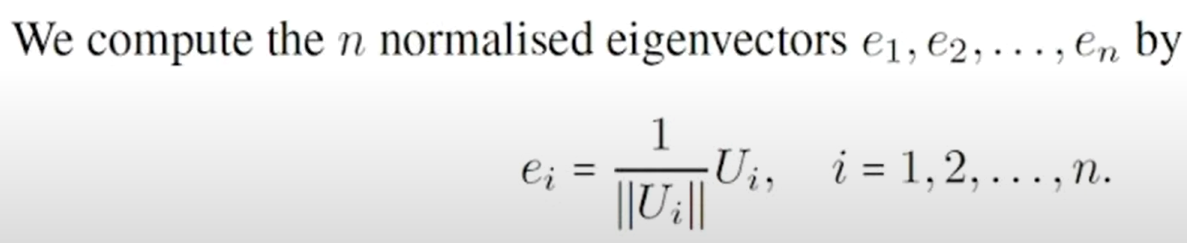 We compute the n normalised eigenvectors e₁, e₂, . . . , eₙ by
eᵢ = 1/||Uᵢ|| Uᵢ, i = 1, 2, . . . , n.